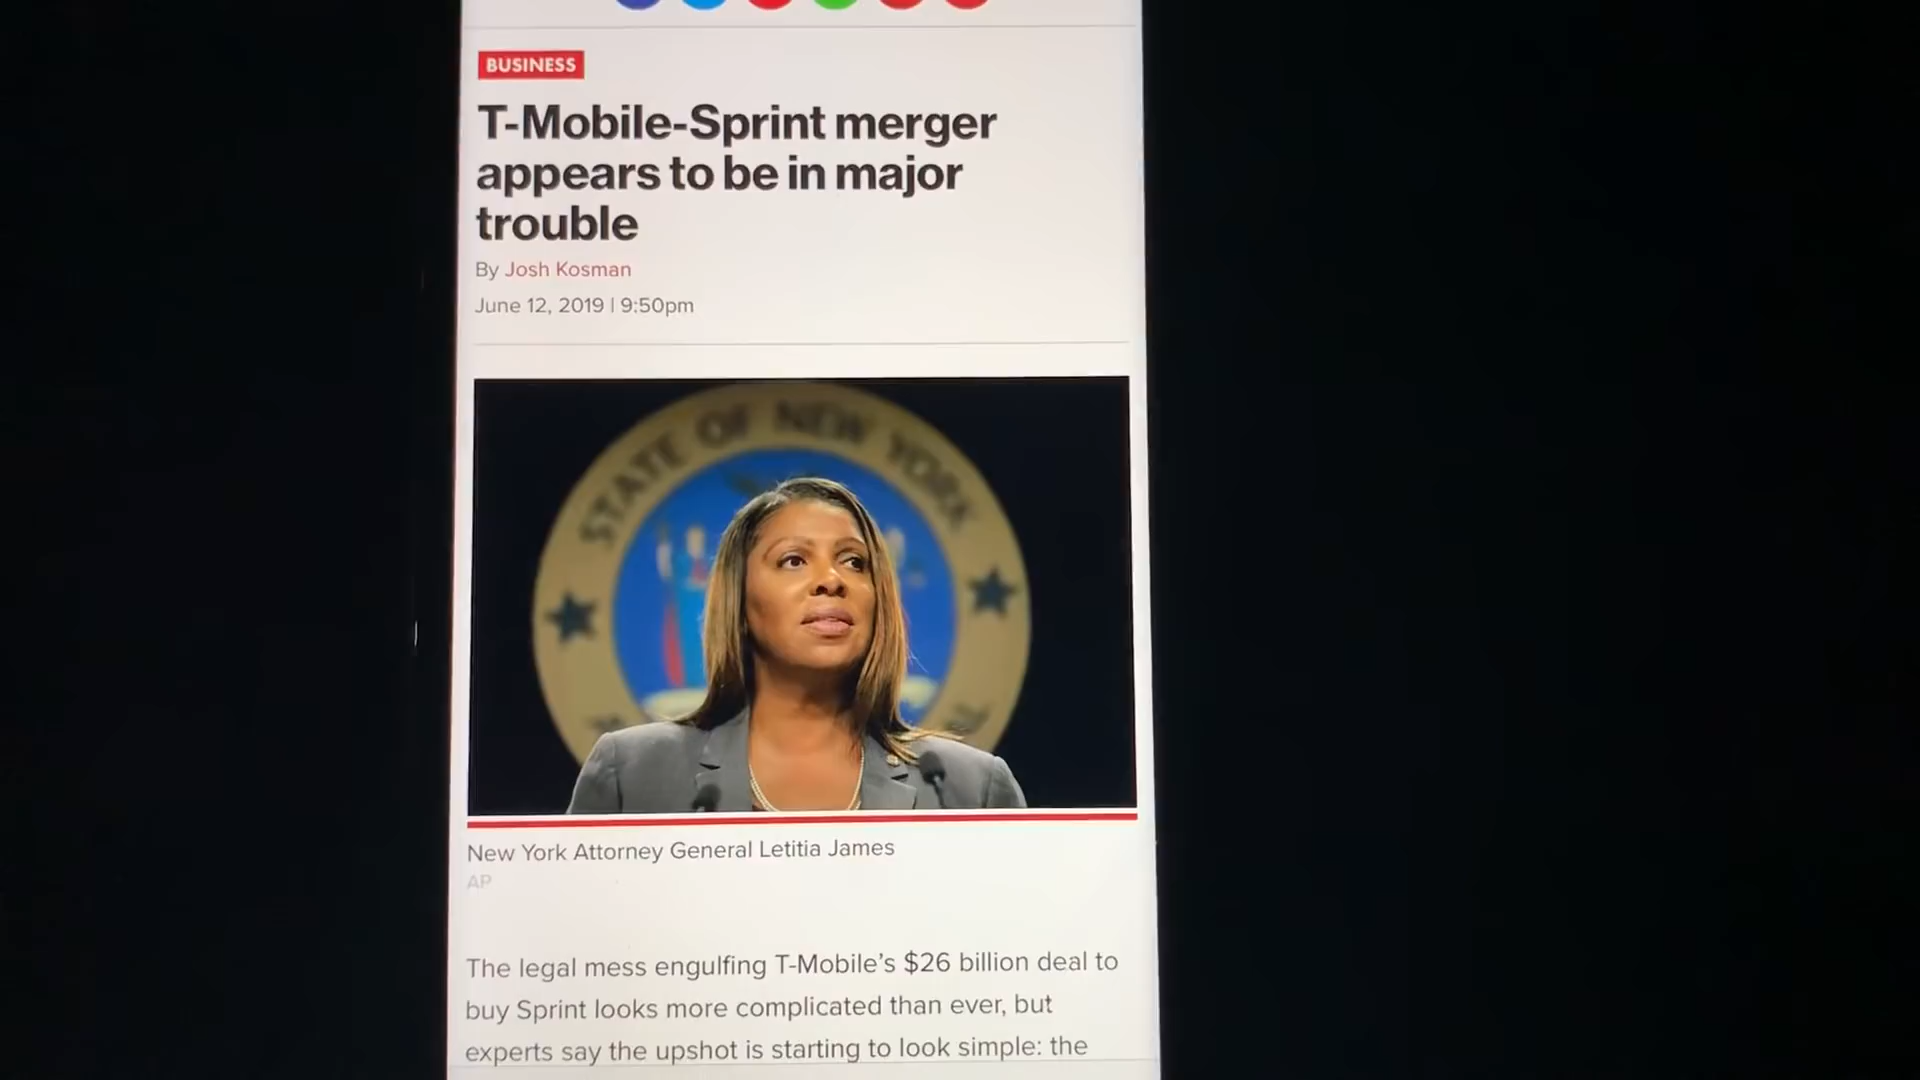 BUSINESS
T-Mobile-Sprint merger
appears to be in major
trouble
By Josh Kosman
June 12, 2019 | 9:50pm
STATE OF NEW YORK
New York Attorney General Letitia James
AP
The legal mess engulfing T-Mobile’s $26 billion deal to
buy Sprint looks more complicated than ever, but
experts say the upshot is starting to look simple: the